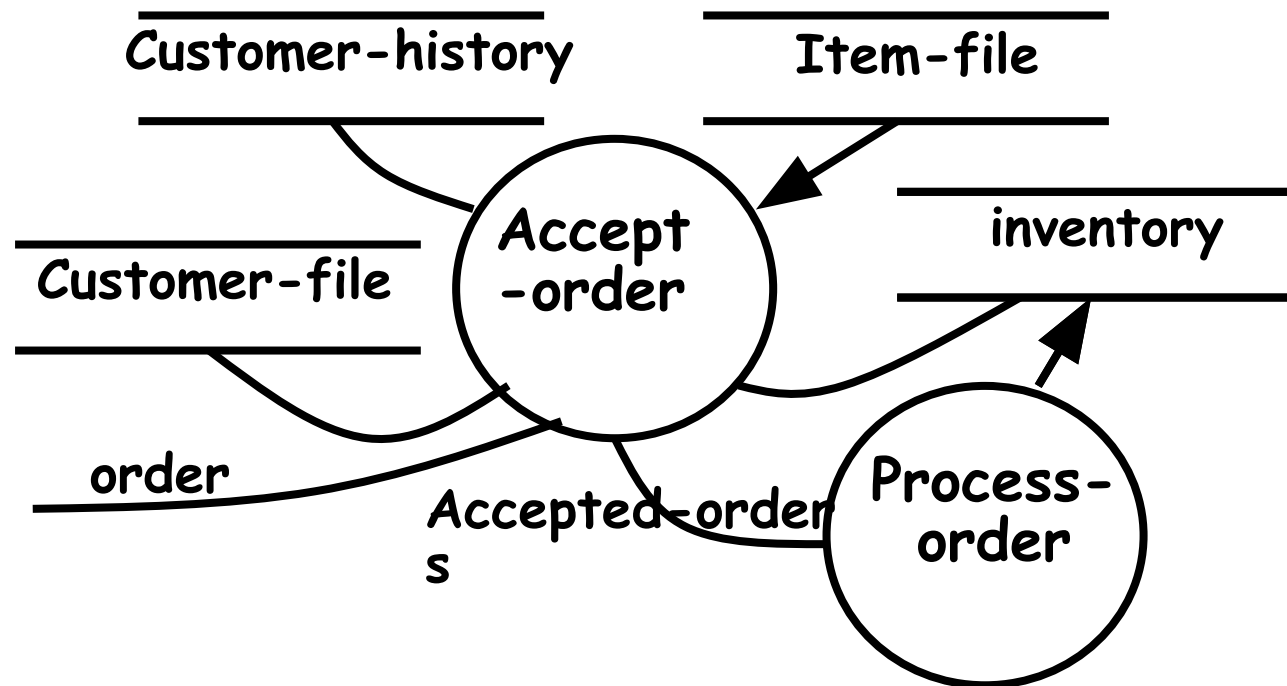 Customer-history
Item-file
Accept
-order
inventory
Customer-file
order
Accepted-order
s
Process-
order